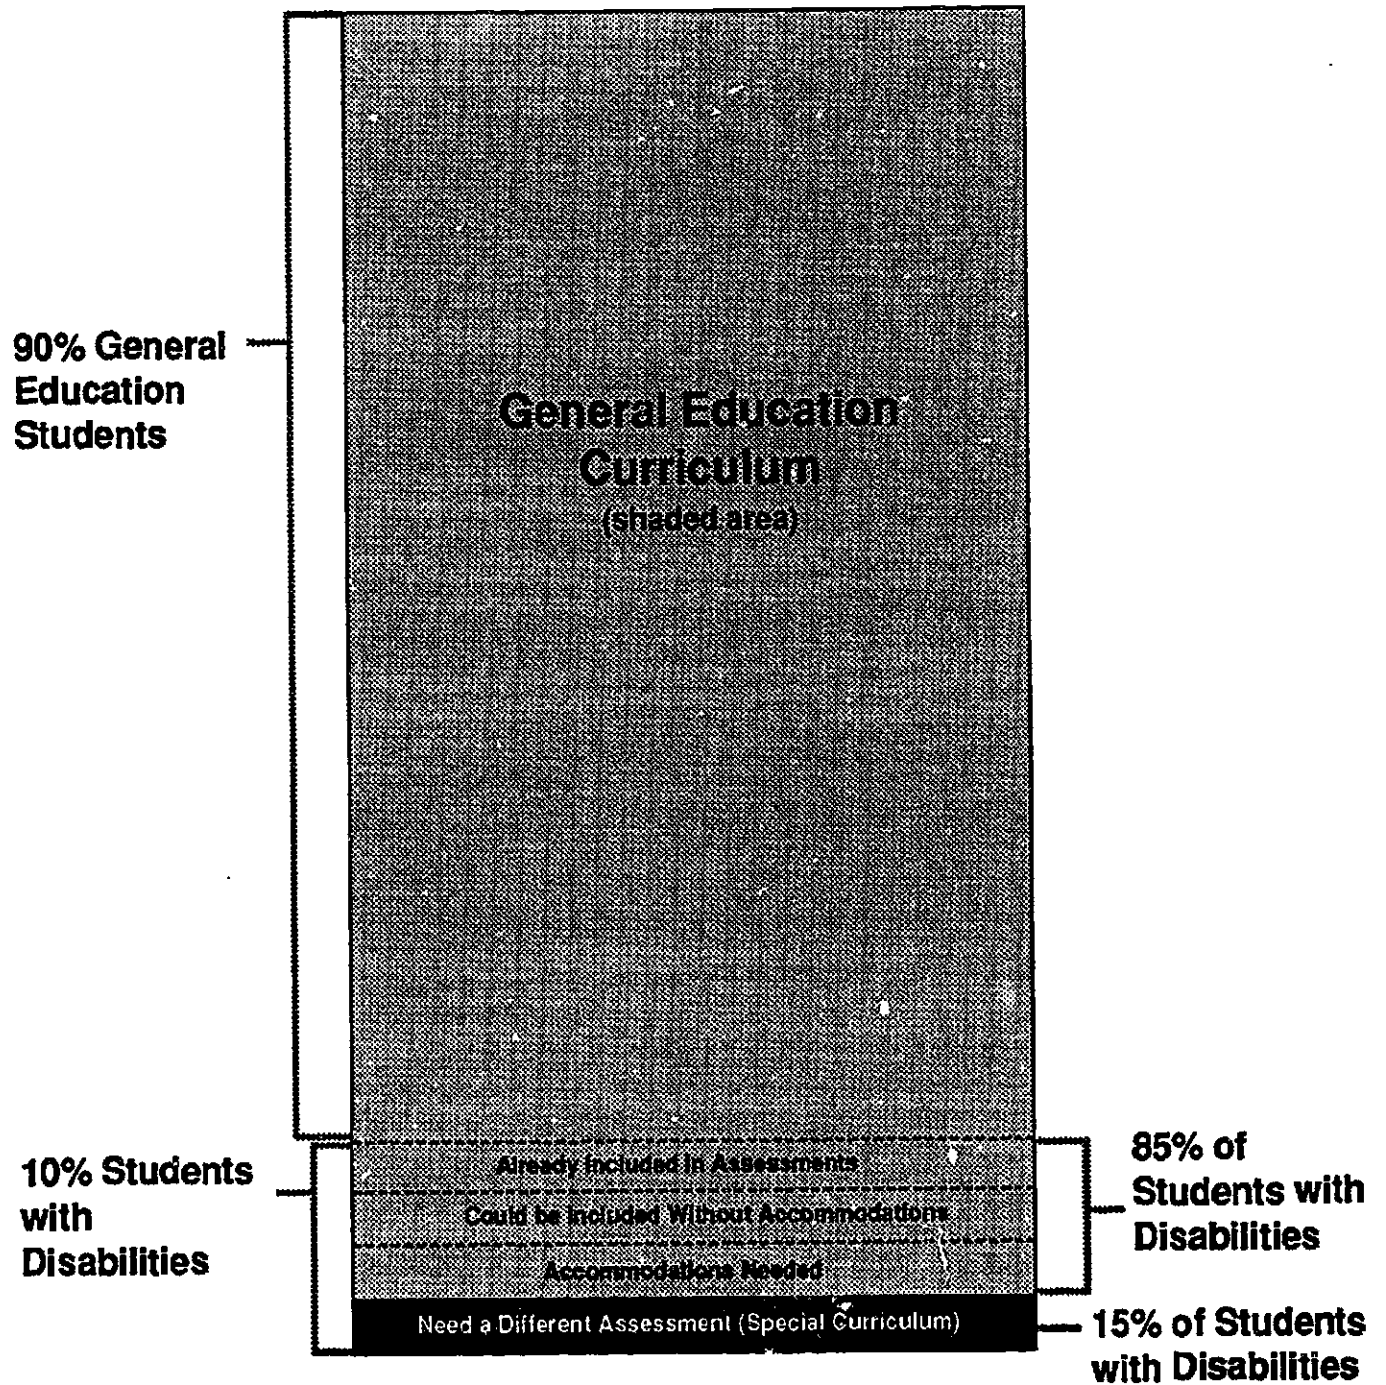 90% General
Education
Students
General Education
Curriculum
(shaded area)
10% Students
with
Disabilities
Already Included in Assessments
Could be Included Without Accommodations
Accommodations Needed
Need a Different Assessment (Special Curriculum)
85% of
Students with
Disabilities
15% of Students
with Disabilities